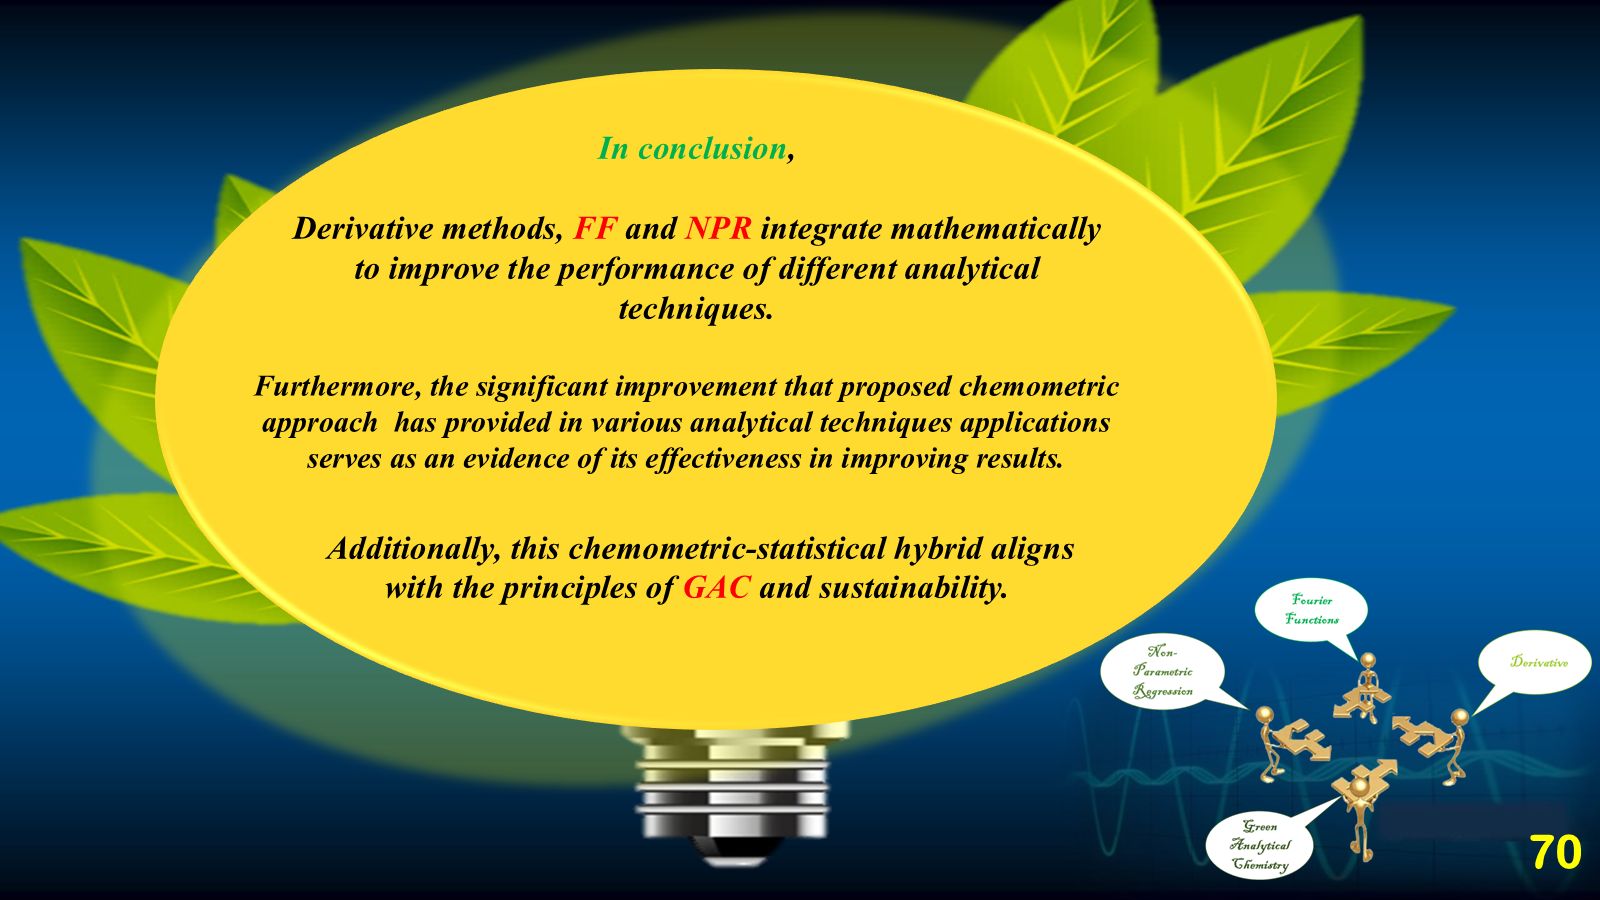 In conclusion,
Derivative methods, FF and NPR integrate mathematically
to improve the performance of different analytical
techniques.
Furthermore, the significant improvement that proposed chemometric
approach  has provided in various analytical techniques applications
serves as an evidence of its effectiveness in improving results.
Additionally, this chemometric-statistical hybrid aligns
with the principles of GAC and sustainability.
Fourier
Functions
Non-
Parametric
Regression
Derivative
Green
Analytical
Chemistry
70